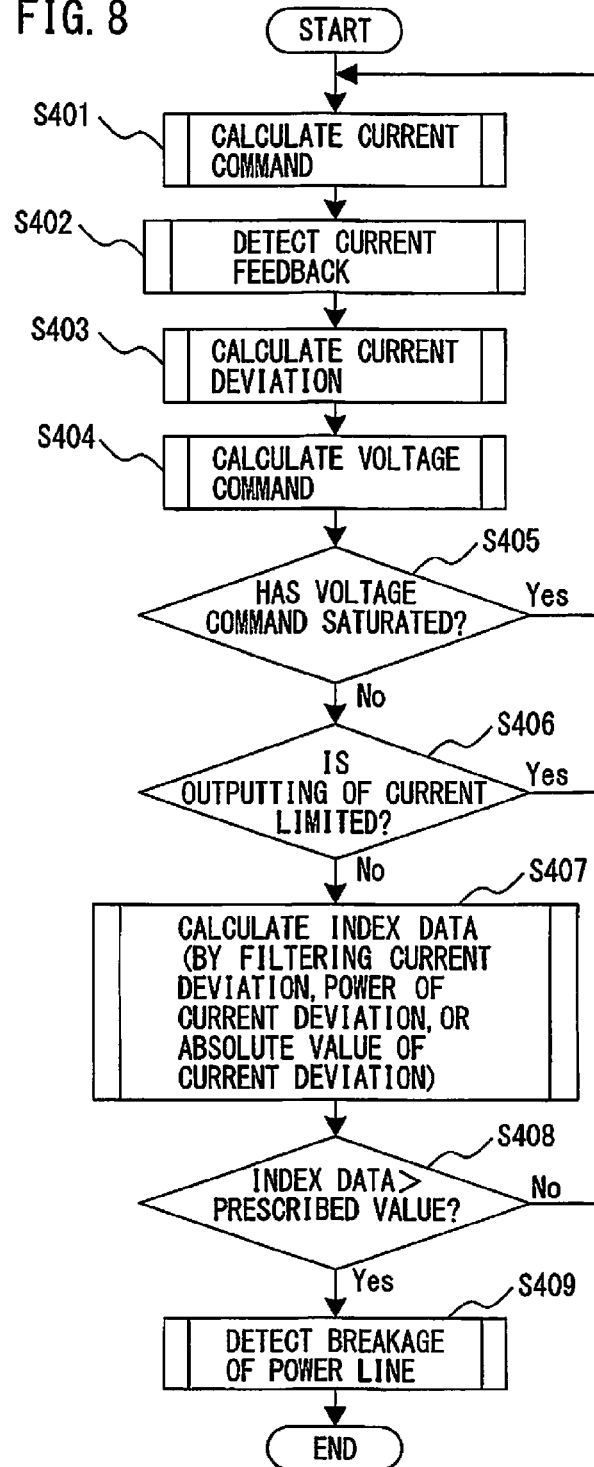 FIG. 8
START
S401
CALCULATE CURRENT
COMMAND
S402
DETECT CURRENT
FEEDBACK
S403
CALCULATE CURRENT
DEVIATION
S404
CALCULATE VOLTAGE
COMMAND
S405
HAS VOLTAGE
COMMAND SATURATED?
Yes
No
S406
IS
OUTPUTTING OF CURRENT
LIMITED?
Yes
No
S407
CALCULATE INDEX DATA
(BY FILTERING CURRENT
DEVIATION, POWER OF
CURRENT DEVIATION, OR
ABSOLUTE VALUE OF
CURRENT DEVIATION)
S408
INDEX DATA>
PRESCRIBED VALUE?
No
Yes
S409
DETECT BREAKAGE
OF POWER LINE
END